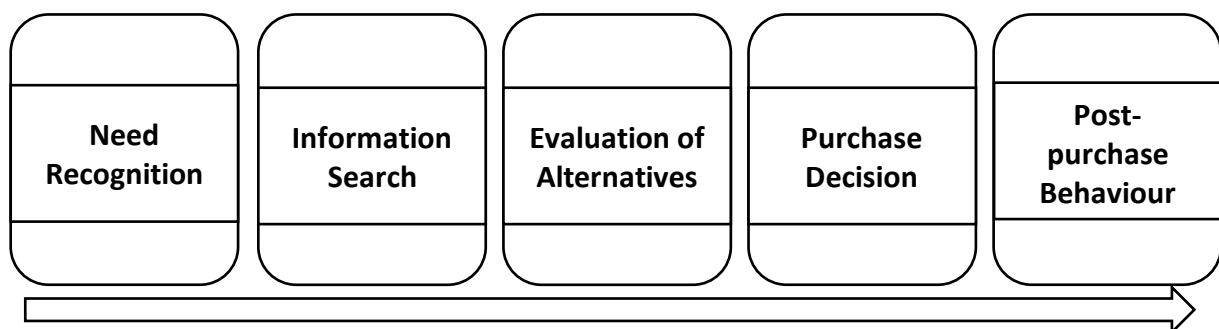 Need
Recognition
Information
Search
Evaluation of
Alternatives
Purchase
Decision
Post-
purchase
Behaviour